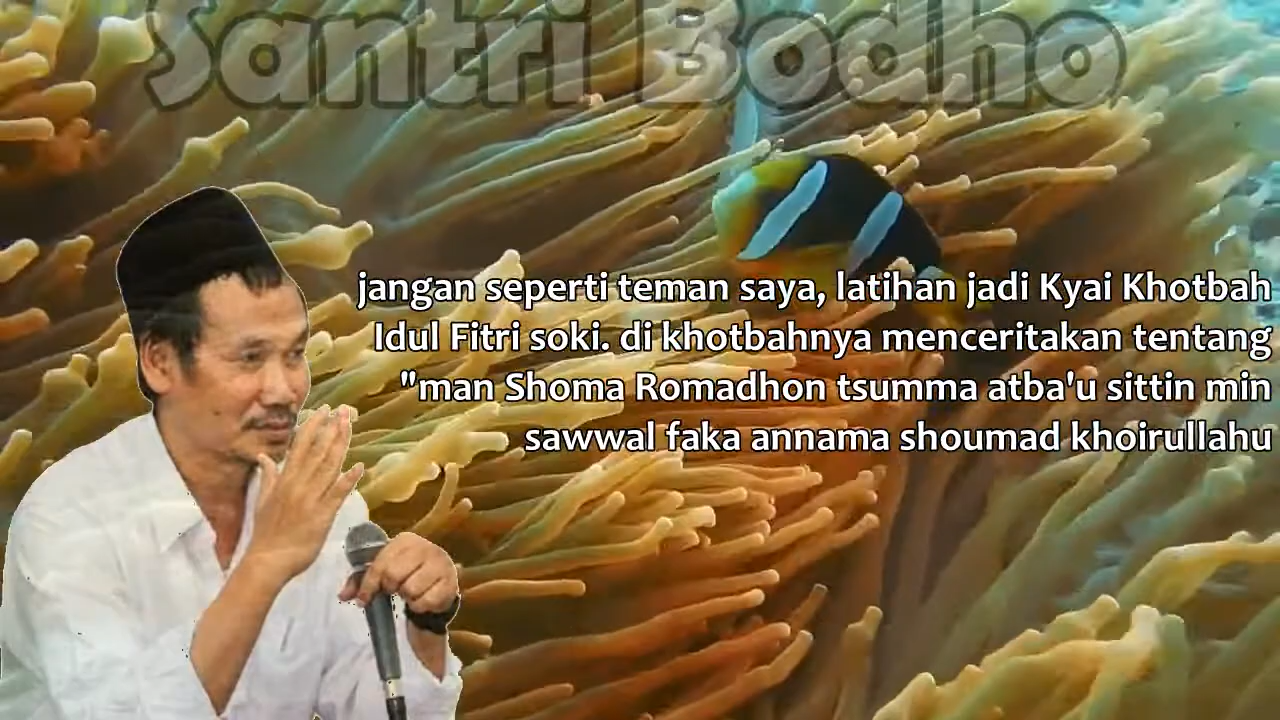 Santri Bodho
jangan seperti teman saya, latihan jadi Kyai Khotbah
Idul Fitri soki. di khotbahnya menceritakan tentang
"man Shoma Romadhon tsumma atba'u sittin min
sawwal faka annama shoumad khoirullahu